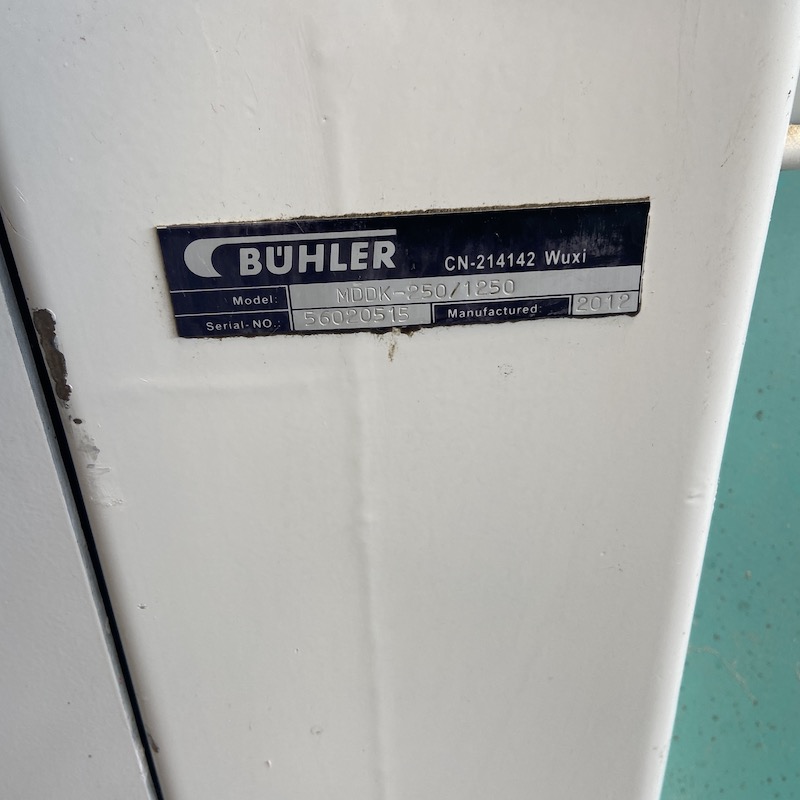 BÜHLER CN-214142 Wuxi
Model: MDDK-250/1250
Serial-NO.: 56020515 Manufactured: 2012